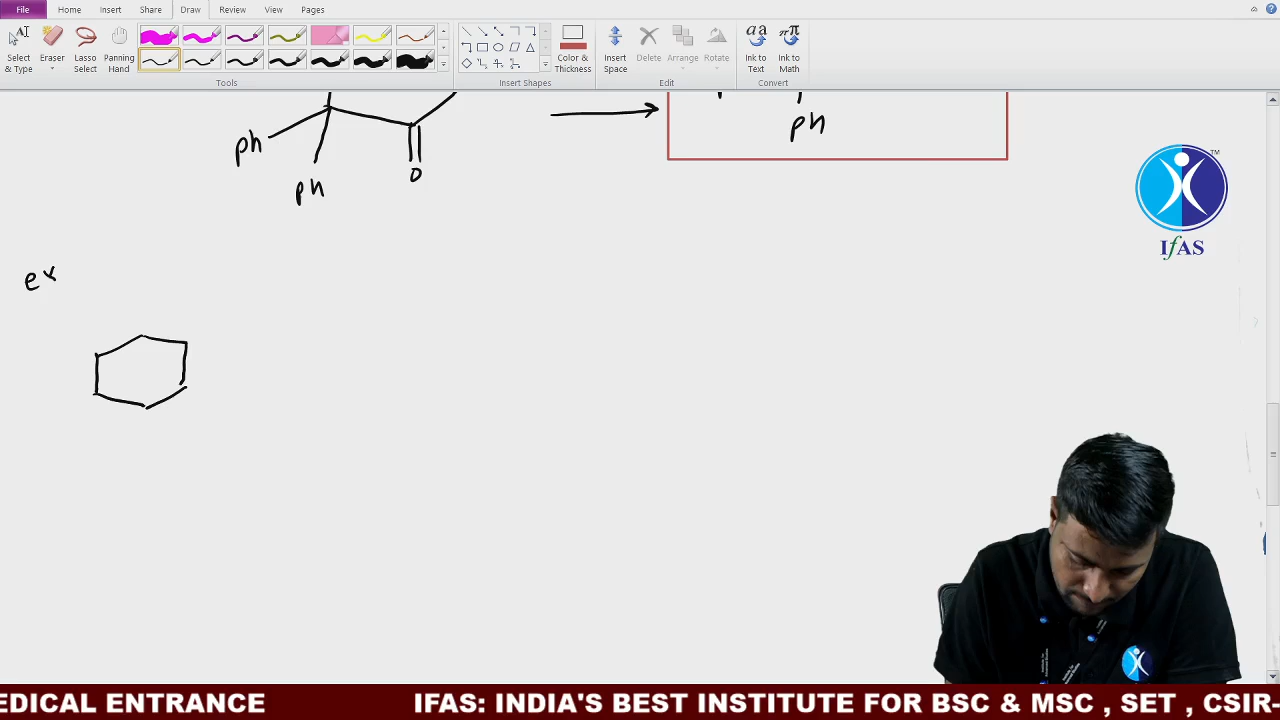 File Home Insert Share Draw Review View Pages
Select & Type Eraser Lasso Select Panning Hand Color & Thickness Insert Space Delete Arrange Rotate Ink to Text Ink to Math
Tools Insert Shapes Edit Convert
ph
ph
ph
O
TM
IfAS
ex
EDICAL ENTRANCE IFAS: INDIA'S BEST INSTITUTE FOR BSC & MSC , SET , CSIR-